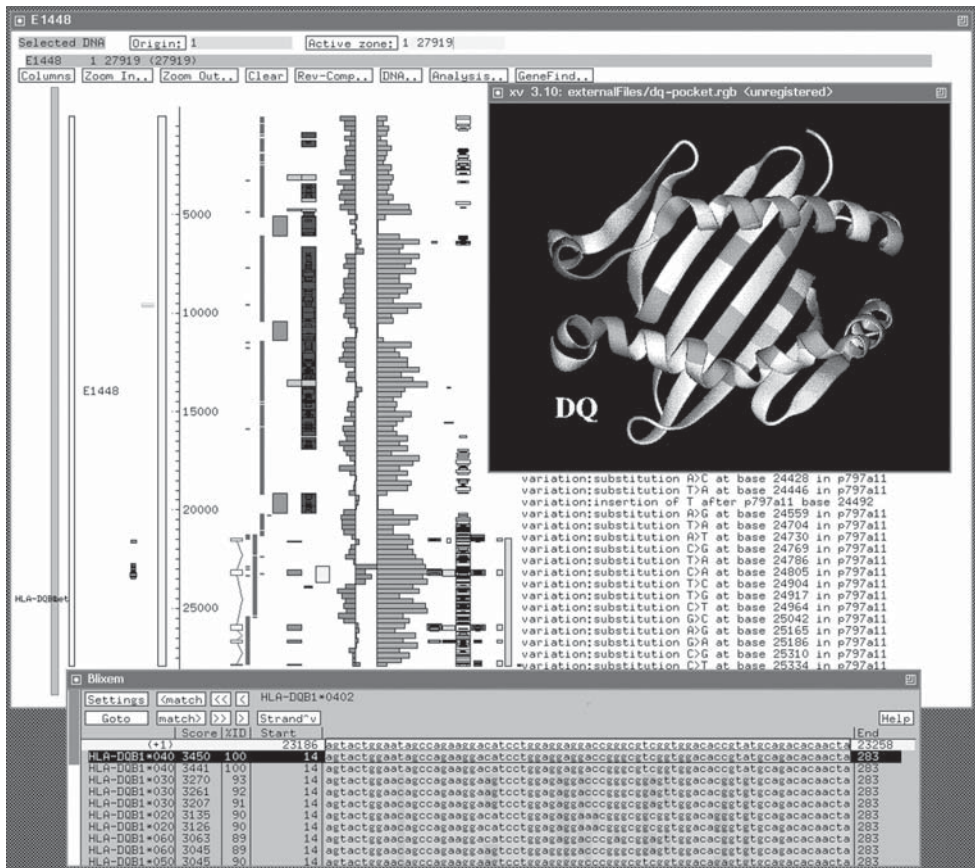 E1448
Selected DNA Origin: 1 Active zone: 1 27919
E1448 1 27919 (27919)
Columns Zoom In.. Zoom Out.. Clear Rev-Comp.. DNA.. Analysis.. GeneFind..
xv 3.10: externalFiles/dq-pocket.rgb <unregistered>
5000
10000
E1448
15000
DQ
20000
25000
variation:substitution A>C at base 24428 in p797a11
variation:substitution T>A at base 24446 in p797a11
variation:insertion of T after p797a11 base 24492
variation:substitution A>G at base 24559 in p797a11
variation:substitution T>A at base 24704 in p797a11
variation:substitution A>T at base 24730 in p797a11
variation:substitution C>G at base 24769 in p797a11
variation:substitution T>C at base 24786 in p797a11
variation:substitution C>A at base 24805 in p797a11
variation:substitution T>C at base 24904 in p797a11
variation:substitution T>G at base 24917 in p797a11
variation:substitution C>T at base 24964 in p797a11
variation:substitution G>C at base 25042 in p797a11
variation:substitution A>G at base 25165 in p797a11
variation:substitution G>A at base 25186 in p797a11
variation:substitution C>G at base 25310 in p797a11
variation:substitution C>T at base 25334 in p797a11
Blixem
Settings <match << < HLA-DQB1*0402
Goto match> >> > Strand^v Help
Score %ID Start End
(+1) 23186 agtactggaatagccagaaggacatcctggaggaggaccgggcgtcggtggacaccgtatgcagacacaacta 23258
HLA-DQB1*040 3450 100 14 283
HLA-DQB1*040 3441 100 14 283
HLA-DQB1*030 3270 93 14 283
HLA-DQB1*030 3261 92 14 283
HLA-DQB1*030 3207 91 14 283
HLA-DQB1*020 3135 90 14 283
HLA-DQB1*020 3126 90 14 283
HLA-DQB1*060 3063 89 14 283
HLA-DQB1*060 3045 89 14 283
HLA-DQB1*050 3045 90 14 283